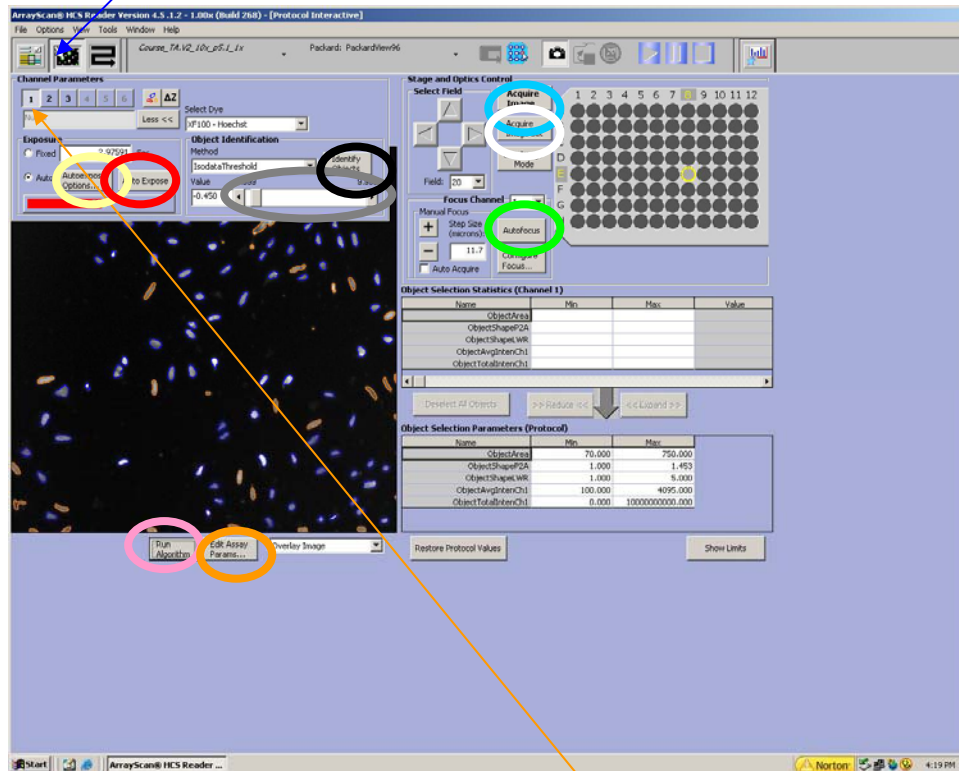 ArrayScan® HCS Reader Version 4.5.1.2 - 1.00x (Build 268) - [Protocol Interactive]
File Options View Tools Window Help
Course_TA.V2_10x_p5.1_1x
Packard: PackardView96
Channel Parameters
1 2 3 4 5 6
ΔZ
Less <<
Select Dye
XF100 - Hoechst
Exposure
Fixed 2.97591
Auto
Autoexpose Options...
Auto Expose
Object Identification
Method
IsodataThreshold
Identify Objects
Value
-0.450
Run Algorithm
Edit Assay Params...
Overlay Image
Stage and Optics Control
Select Field
Acquire Image
Acquire
Mode
Field: 20
1 2 3 4 5 6 7 8 9 10 11 12
D
E
F
G
Focus Channel
Manual Focus
+ Step Size (microns):
- 11.7
Auto Acquire
Autofocus
Configure Focus...
Object Selection Statistics (Channel 1)
Name Min Max Value
ObjectArea
ObjectShapeP2A
ObjectShapeLWR
ObjectAvgIntenCh1
ObjectTotalIntenCh1
Deselect All Objects >> Reduce << << Expand >>
Object Selection Parameters (Protocol)
Name Min Max
ObjectArea 70.000 750.000
ObjectShapeP2A 1.000 1.453
ObjectShapeLWR 1.000 5.000
ObjectAvgIntenCh1 100.000 4095.000
ObjectTotalIntenCh1 0.000 10000000000.000
Restore Protocol Values
Show Limits
Start
ArrayScan® HCS Reader ...
Norton
4:19 PM